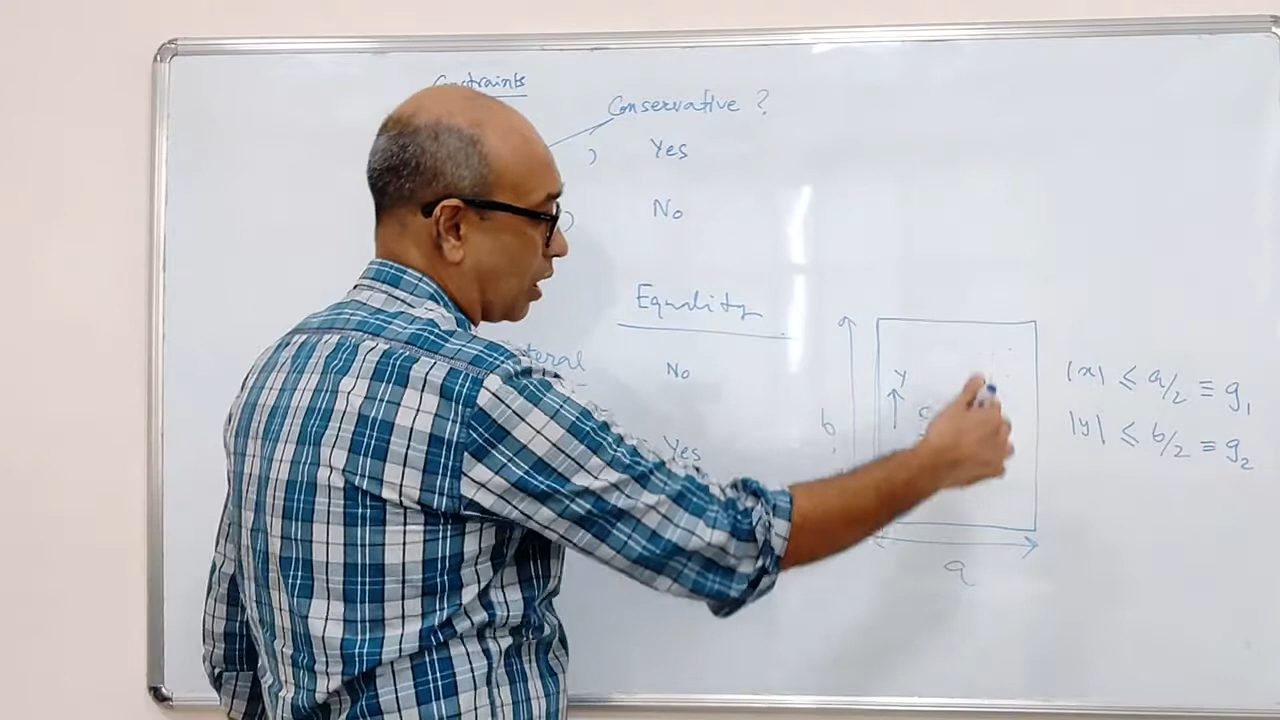 Constraints
Conservative ?
) Yes
) No
Equality
No
Yes
y
b
a
|x| ≤ a/2 ≡ g₁
|y| ≤ b/2 ≡ g₂